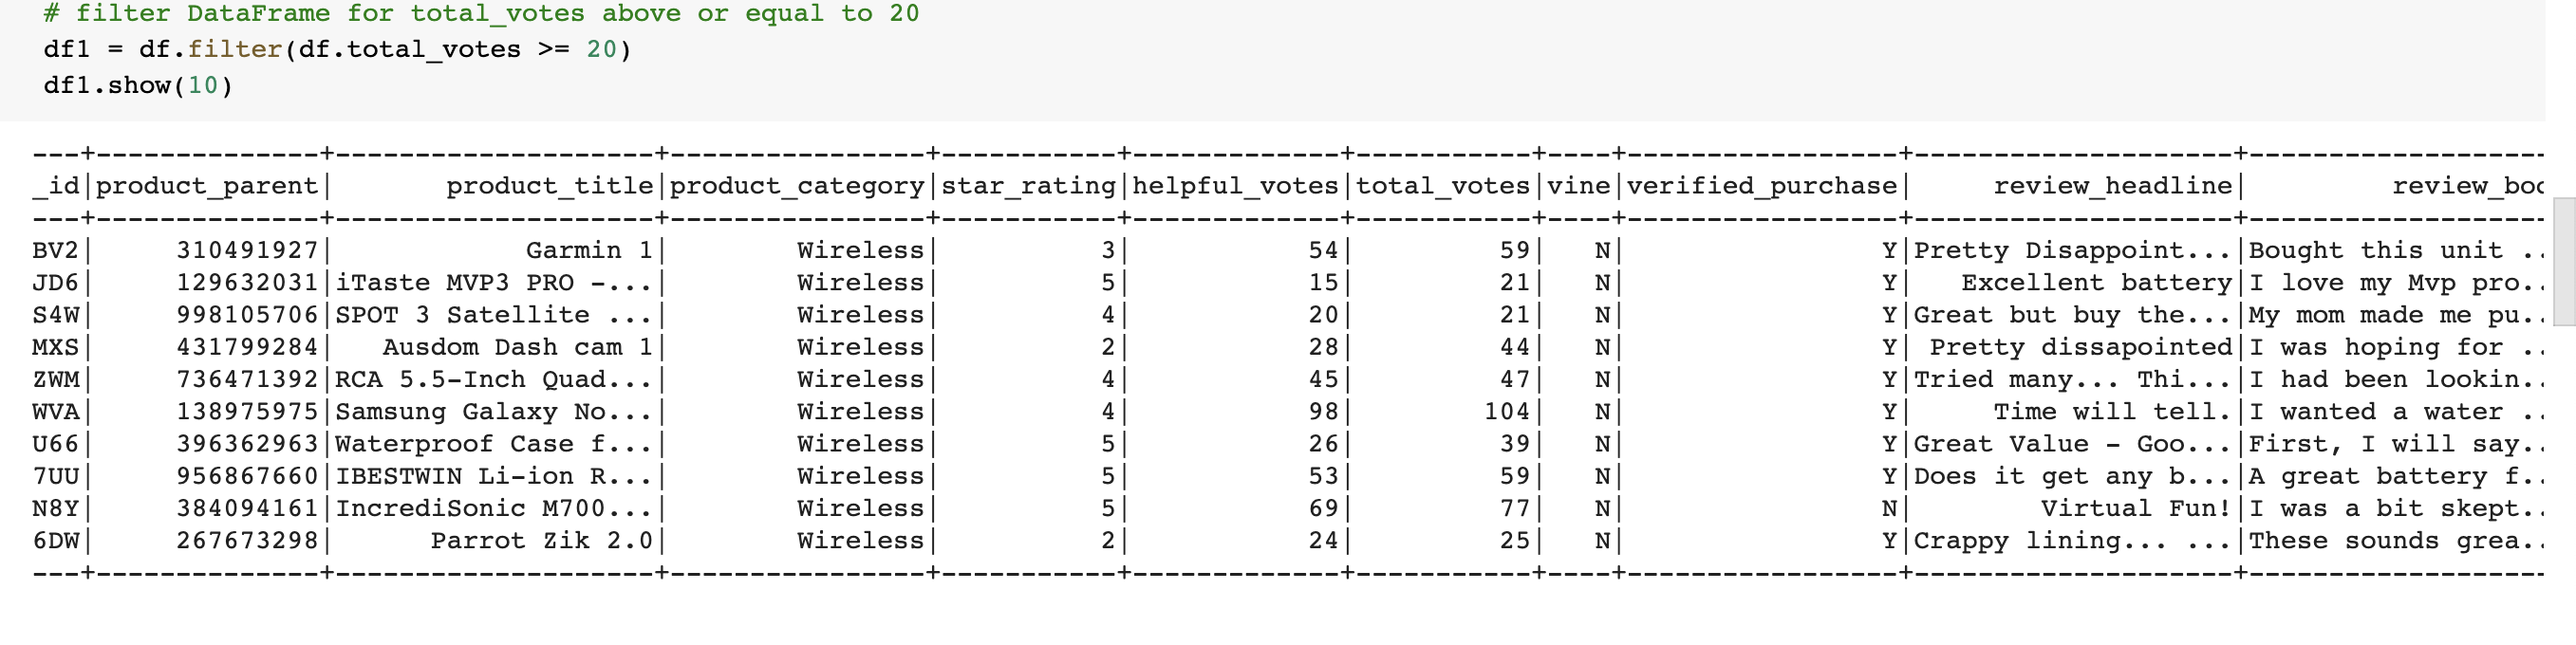 # filter DataFrame for total_votes above or equal to 20
df1 = df.filter(df.total_votes >= 20)
df1.show(10)
---+--------------+--------------------+----------------+-----------+-------------+-----------+----+-----------------+--------------------+-------------------
_id|product_parent|       product_title|product_category|star_rating|helpful_votes|total_votes|vine|verified_purchase|     review_headline|         review_bod
---+--------------+--------------------+----------------+-----------+-------------+-----------+----+-----------------+--------------------+-------------------
BV2|     310491927|            Garmin 1|        Wireless|          3|           54|         59|   N|                Y|Pretty Disappoint...|Bought this unit ..
JD6|     129632031|iTaste MVP3 PRO -...|        Wireless|          5|           15|         21|   N|                Y|   Excellent battery|I love my Mvp pro..
S4W|     998105706|SPOT 3 Satellite ...|        Wireless|          4|           20|         21|   N|                Y|Great but buy the...|My mom made me pu..
MXS|     431799284|   Ausdom Dash cam 1|        Wireless|          2|           28|         44|   N|                Y| Pretty dissapointed|I was hoping for ..
ZWM|     736471392|RCA 5.5-Inch Quad...|        Wireless|          4|           45|         47|   N|                Y|Tried many... Thi...|I had been lookin..
WVA|     138975975|Samsung Galaxy No...|        Wireless|          4|           98|        104|   N|                Y|     Time will tell.|I wanted a water ..
U66|     396362963|Waterproof Case f...|        Wireless|          5|           26|         39|   N|                Y|Great Value - Goo...|First, I will say..
7UU|     956867660|IBESTWIN Li-ion R...|        Wireless|          5|           53|         59|   N|                Y|Does it get any b...|A great battery f..
N8Y|     384094161|IncrediSonic M700...|        Wireless|          5|           69|         77|   N|                N|        Virtual Fun!|I was a bit skept..
6DW|     267673298|      Parrot Zik 2.0|        Wireless|          2|           24|         25|   N|                Y|Crappy lining... ...|These sounds grea..
---+--------------+--------------------+----------------+-----------+-------------+-----------+----+-----------------+--------------------+-------------------